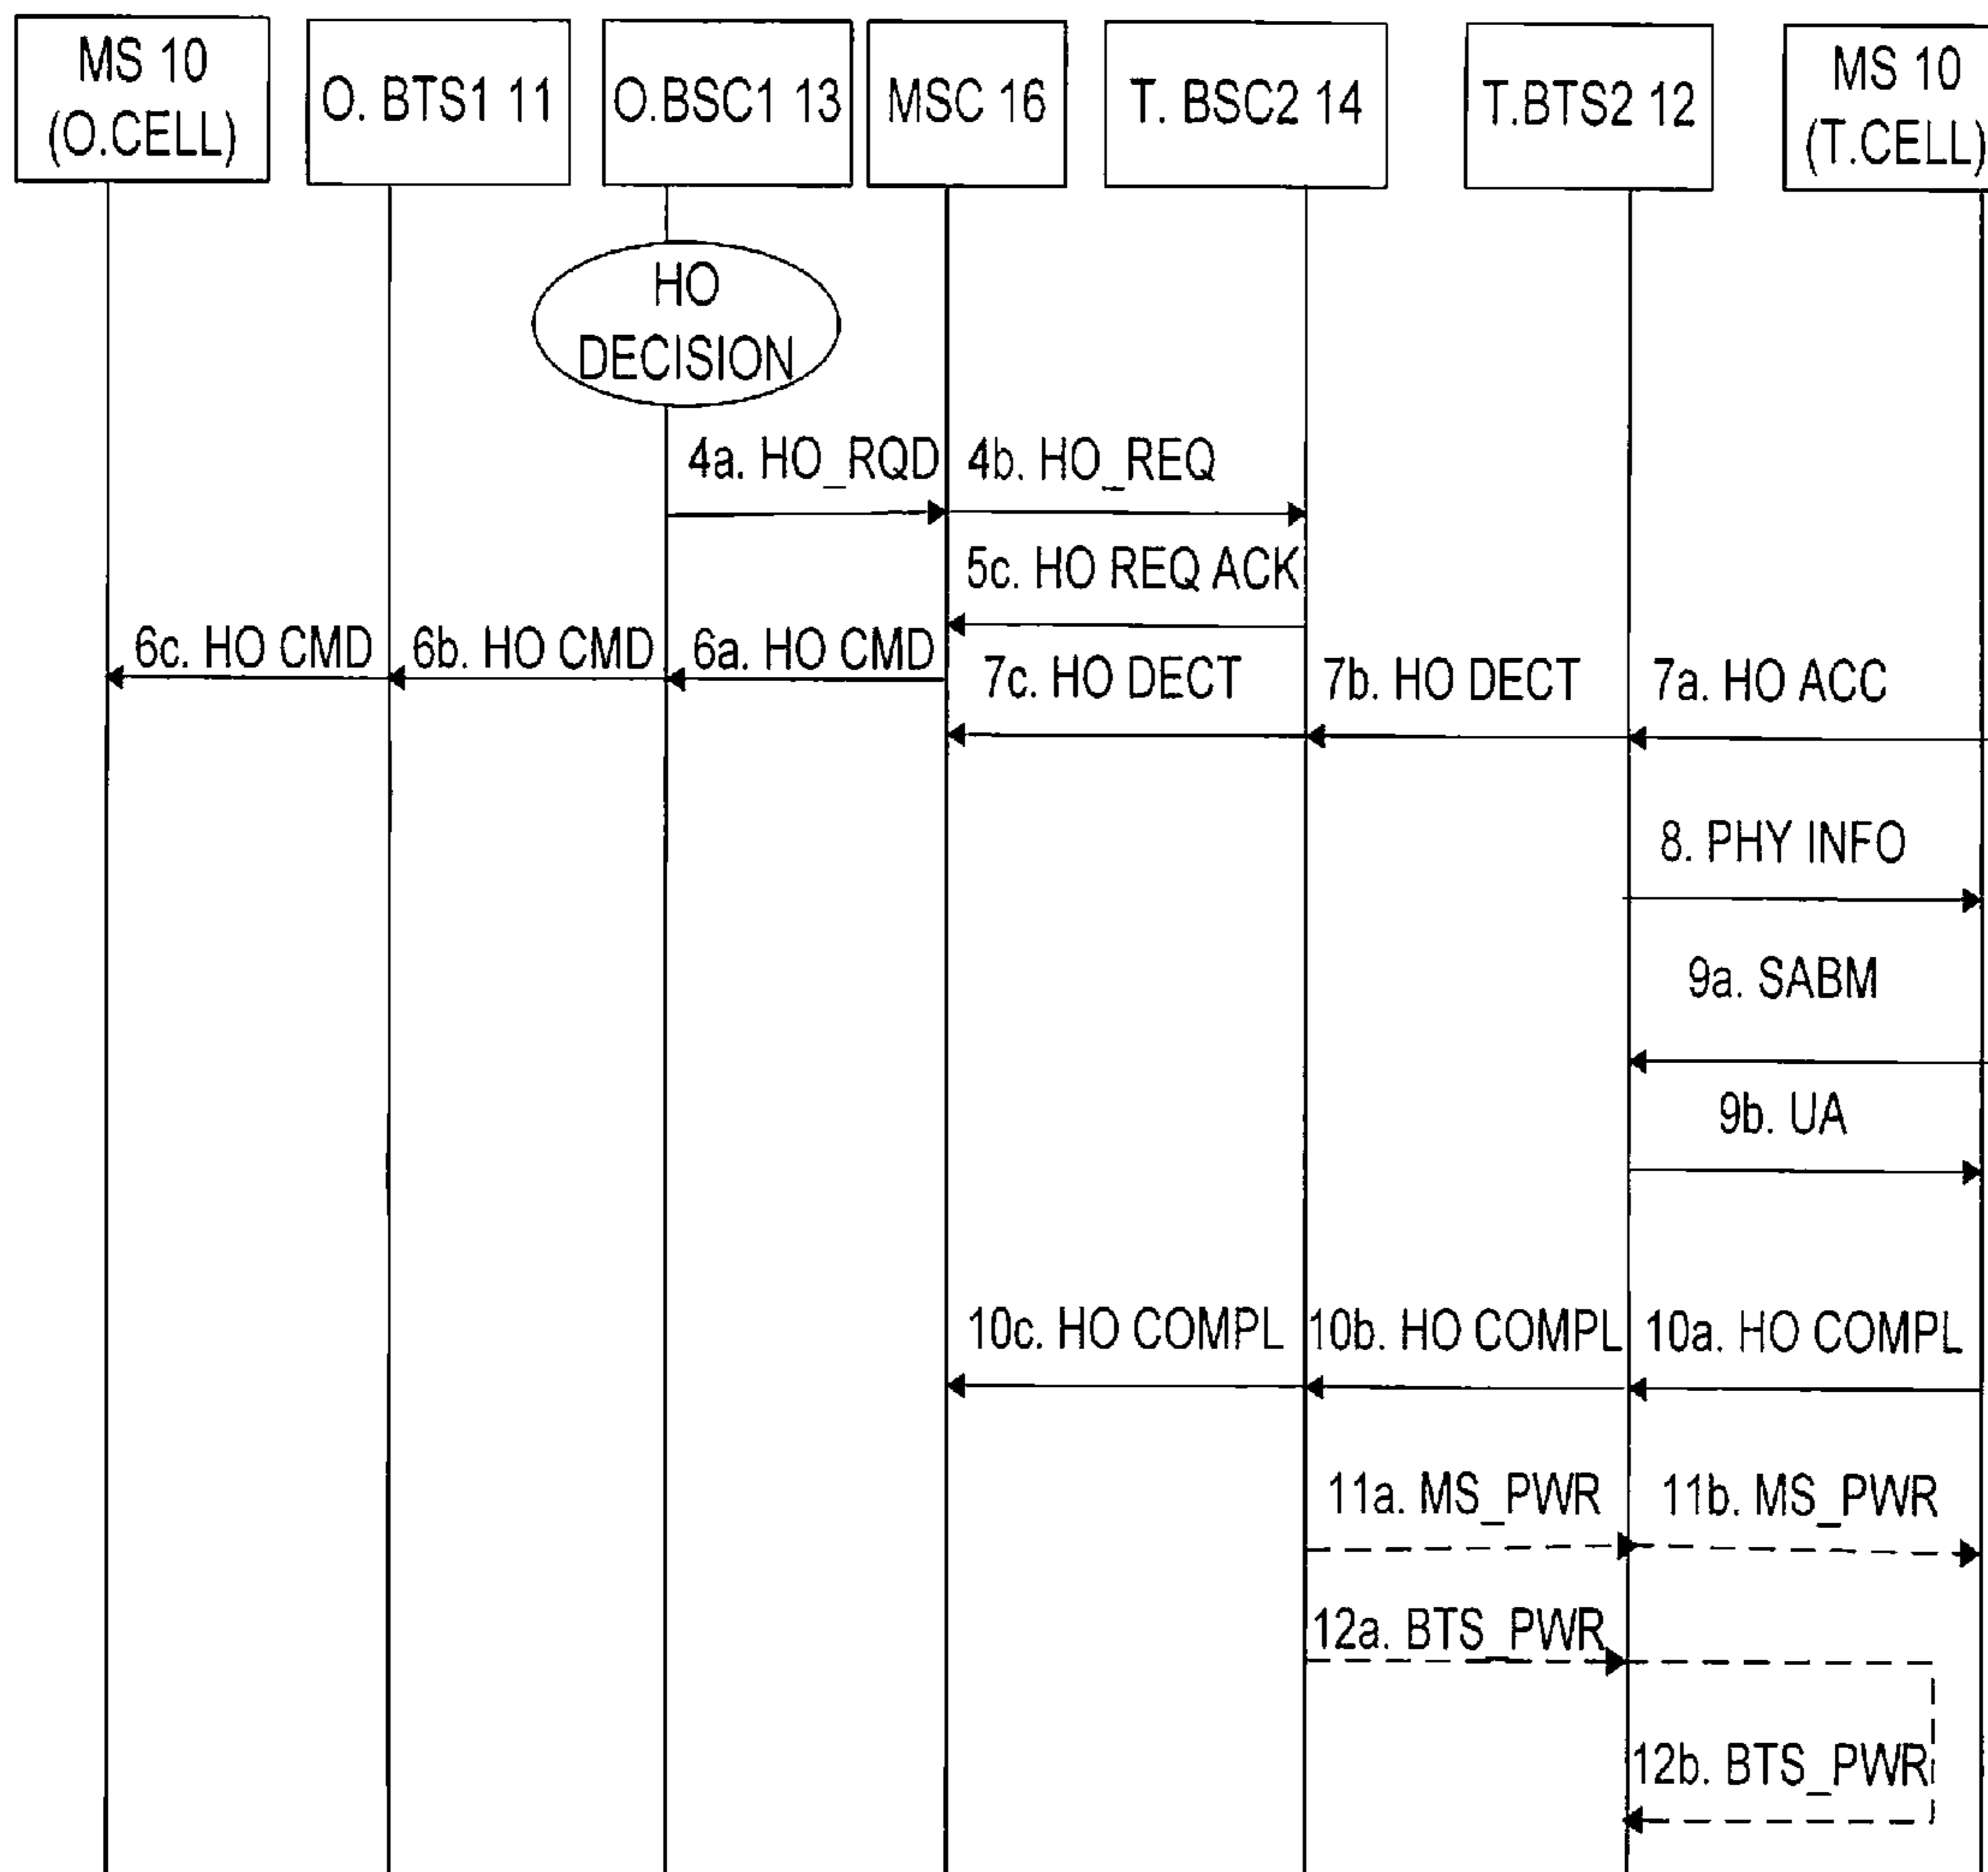 MS 10
(O.CELL)
O. BTS1 11
O.BSC1 13
MSC 16
T. BSC2 14
T.BTS2 12
MS 10
(T.CELL)
HO
DECISION
4a. HO_RQD
4b. HO_REQ
5c. HO REQ ACK
6c. HO CMD
6b. HO CMD
6a. HO CMD
7c. HO DECT
7b. HO DECT
7a. HO ACC
8. PHY INFO
9a. SABM
9b. UA
10c. HO COMPL
10b. HO COMPL
10a. HO COMPL
11a. MS_PWR
11b. MS_PWR
12a. BTS_PWR
12b. BTS_PWR